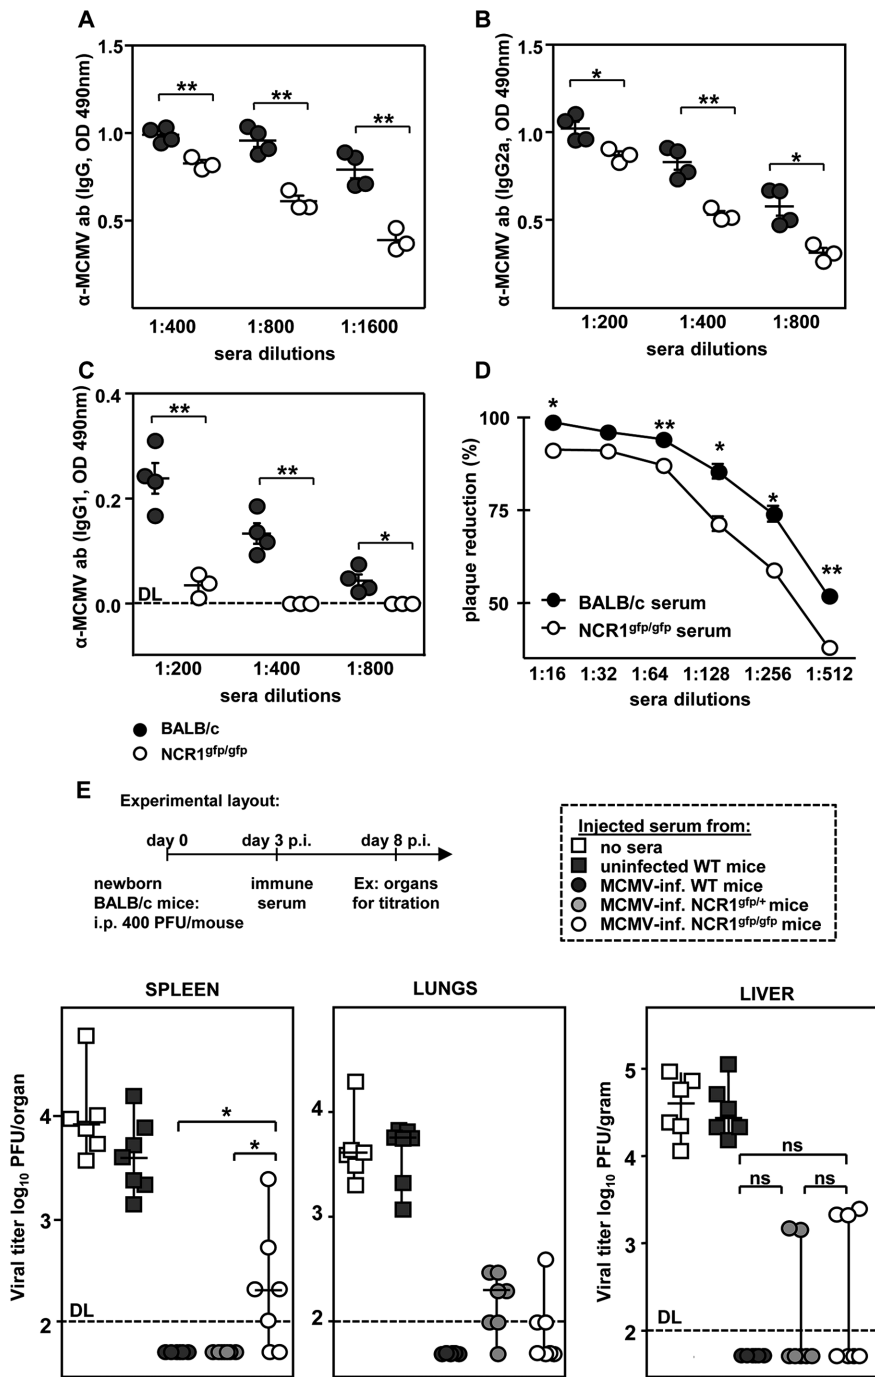 A
α-MCMV ab (IgG, OD 490nm)
1.5
1.0
0.5
**
**
**
1:400
1:800
1:1600
sera dilutions
B
α-MCMV ab (IgG2a, OD 490nm)
1.5
1.0
0.5
*
**
*
1:200
1:400
1:800
sera dilutions
C
α-MCMV ab (IgG1, OD 490nm)
0.4
0.2
0.0
DL
**
**
*
1:200
1:400
1:800
sera dilutions
BALB/c
NCR1gfp/gfp
D
plaque reduction (%)
100
75
50
*
**
*
*
**
BALB/c serum
NCR1gfp/gfp serum
1:16
1:32
1:64
1:128
1:256
1:512
sera dilutions
E
Experimental layout:
day 0
day 3 p.i.
day 8 p.i.
newborn
BALB/c mice:
i.p. 400 PFU/mouse
immune
serum
Ex: organs
for titration
Injected serum from:
no sera
uninfected WT mice
MCMV-inf. WT mice
MCMV-inf. NCR1gfp/+ mice
MCMV-inf. NCR1gfp/gfp mice
SPLEEN
Viral titer log10 PFU/organ
4
3
2
DL
*
*
LUNGS
4
3
2
LIVER
Viral titer log10 PFU/gram
5
4
3
2
DL
ns
ns
ns